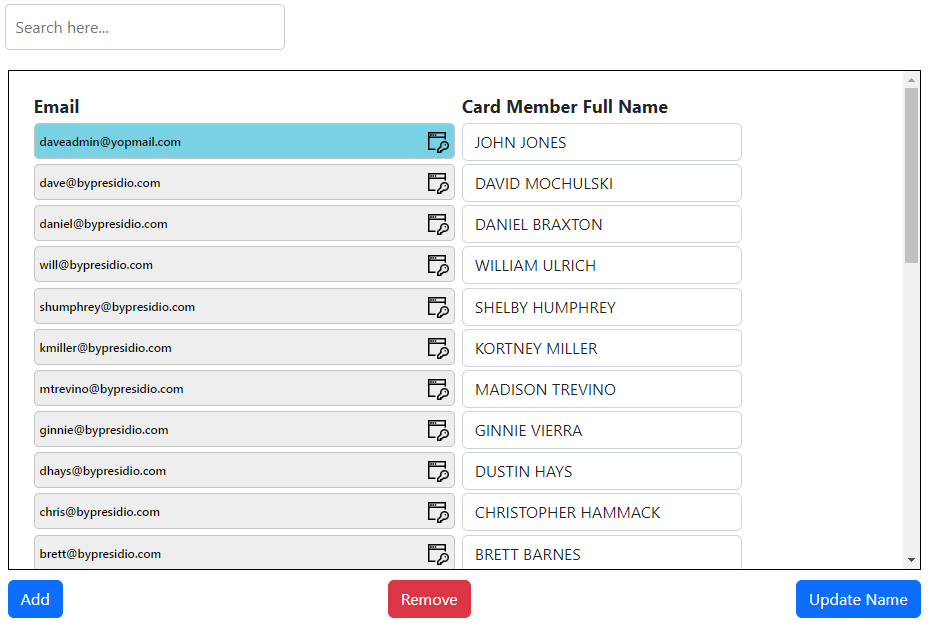 Search here...
Email Card Member Full Name
daveadmin@yopmail.com JOHN JONES
dave@bypresidio.com DAVID MOCHULSKI
daniel@bypresidio.com DANIEL BRAXTON
will@bypresidio.com WILLIAM ULRICH
shumphrey@bypresidio.com SHELBY HUMPHREY
kmiller@bypresidio.com KORTNEY MILLER
mtrevino@bypresidio.com MADISON TREVINO
ginnie@bypresidio.com GINNIE VIERRA
dhays@bypresidio.com DUSTIN HAYS
chris@bypresidio.com CHRISTOPHER HAMMACK
brett@bypresidio.com BRETT BARNES
Add Remove Update Name